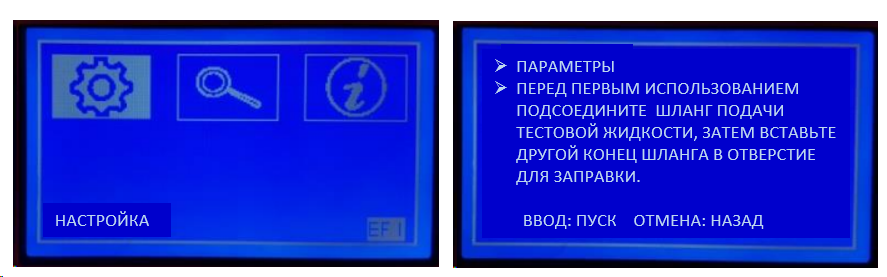 НАСТРОЙКА
EFI
ПАРАМЕТРЫ
ПЕРЕД ПЕРВЫМ ИСПОЛЬЗОВАНИЕМ
ПОДСОЕДИНИТЕ ШЛАНГ ПОДАЧИ
ТЕСТОВОЙ ЖИДКОСТИ, ЗАТЕМ ВСТАВЬТЕ
ДРУГОЙ КОНЕЦ ШЛАНГА В ОТВЕРСТИЕ
ДЛЯ ЗАПРАВКИ.
ВВОД: ПУСК ОТМЕНА: НАЗАД